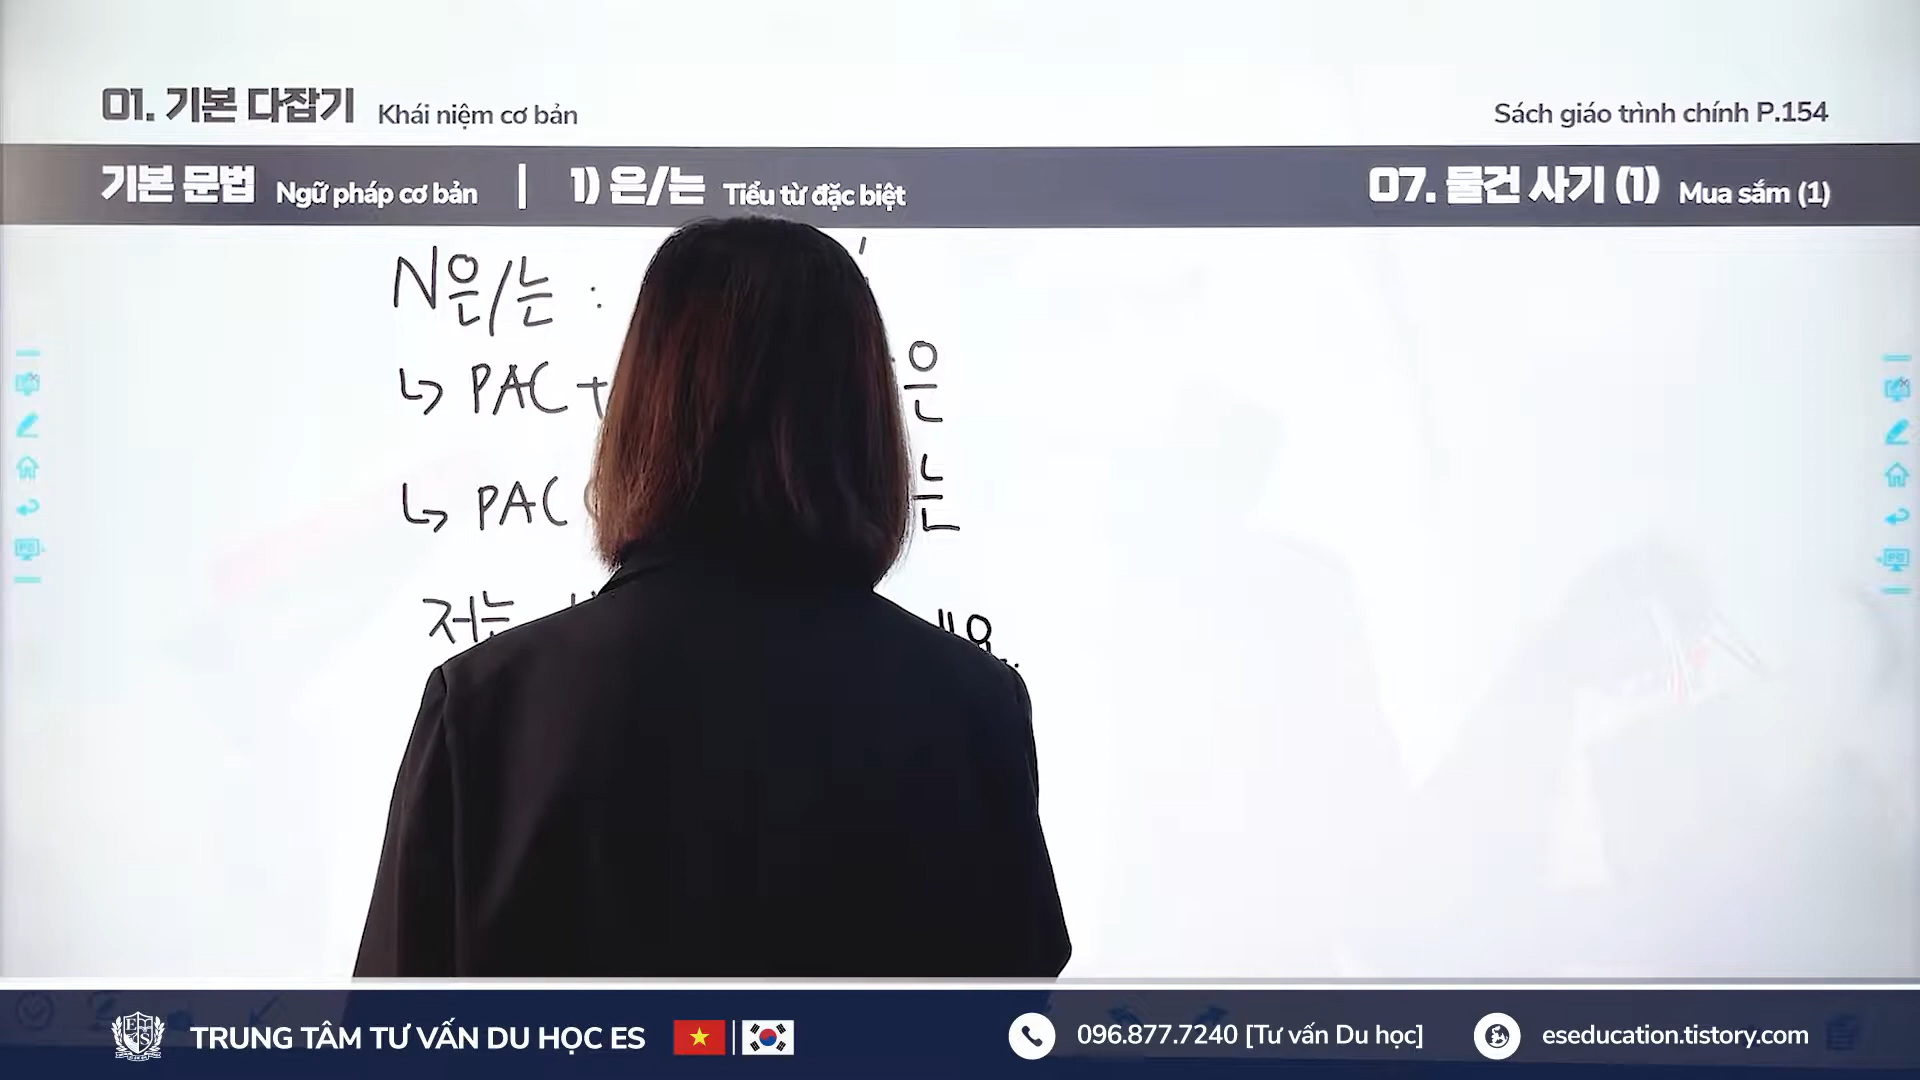 01. 기본 다잡기 Khái niệm cơ bản
Sách giáo trình chính P.154
기본 문법 Ngữ pháp cơ bản | 1) 은/는 Tiểu từ đặc biệt
07. 물건 사기 (1) Mua sắm (1)
N은/는 :
↳ PAC + 은
↳ PAC 는
저는 요.
TRUNG TÂM TƯ VẤN DU HỌC ES
096.877.7240 [Tư vấn Du học]
eseducation.tistory.com